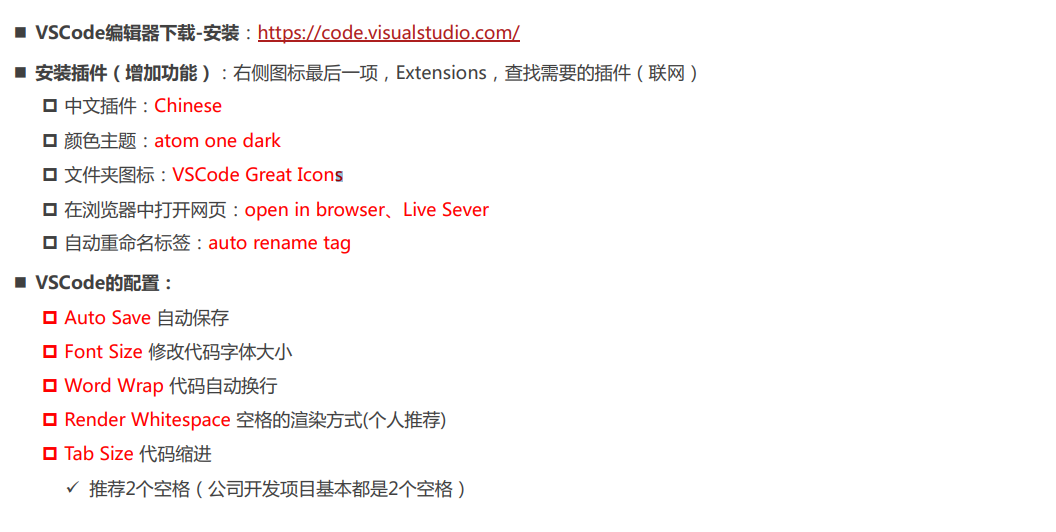 VSCode编辑器下载-安装：https://code.visualstudio.com/
安装插件（增加功能）：右侧图标最后一项，Extensions，查找需要的插件（联网）
中文插件：Chinese
颜色主题：atom one dark
文件夹图标：VSCode Great Icons
在浏览器中打开网页：open in browser、Live Sever
自动重命名标签：auto rename tag
VSCode的配置：
Auto Save 自动保存
Font Size 修改代码字体大小
Word Wrap 代码自动换行
Render Whitespace 空格的渲染方式(个人推荐)
Tab Size 代码缩进
✓ 推荐2个空格（公司开发项目基本都是2个空格）